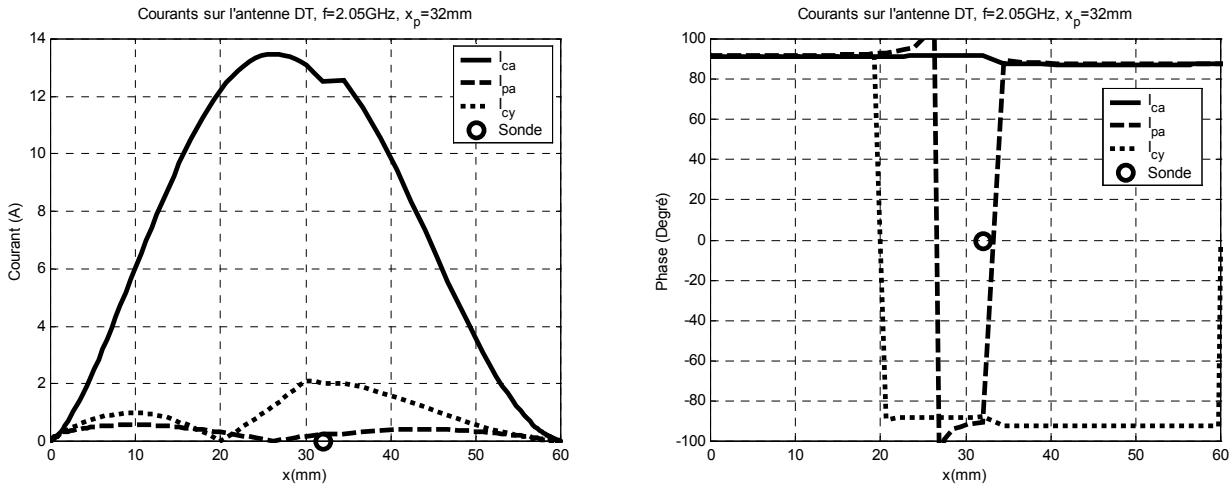 Courants sur l'antenne DT, f=2.05GHz, x_p=32mm
14
12
10
8
6
4
2
0
Courant (A)
0 10 20 30 40 50 60
x(mm)
I_ca
I_pa
I_cy
Sonde
Courants sur l'antenne DT, f=2.05GHz, x_p=32mm
100
80
60
40
20
0
-20
-40
-60
-80
-100
Phase (Degré)
0 10 20 30 40 50 60
x(mm)
I_ca
I_pa
I_cy
Sonde